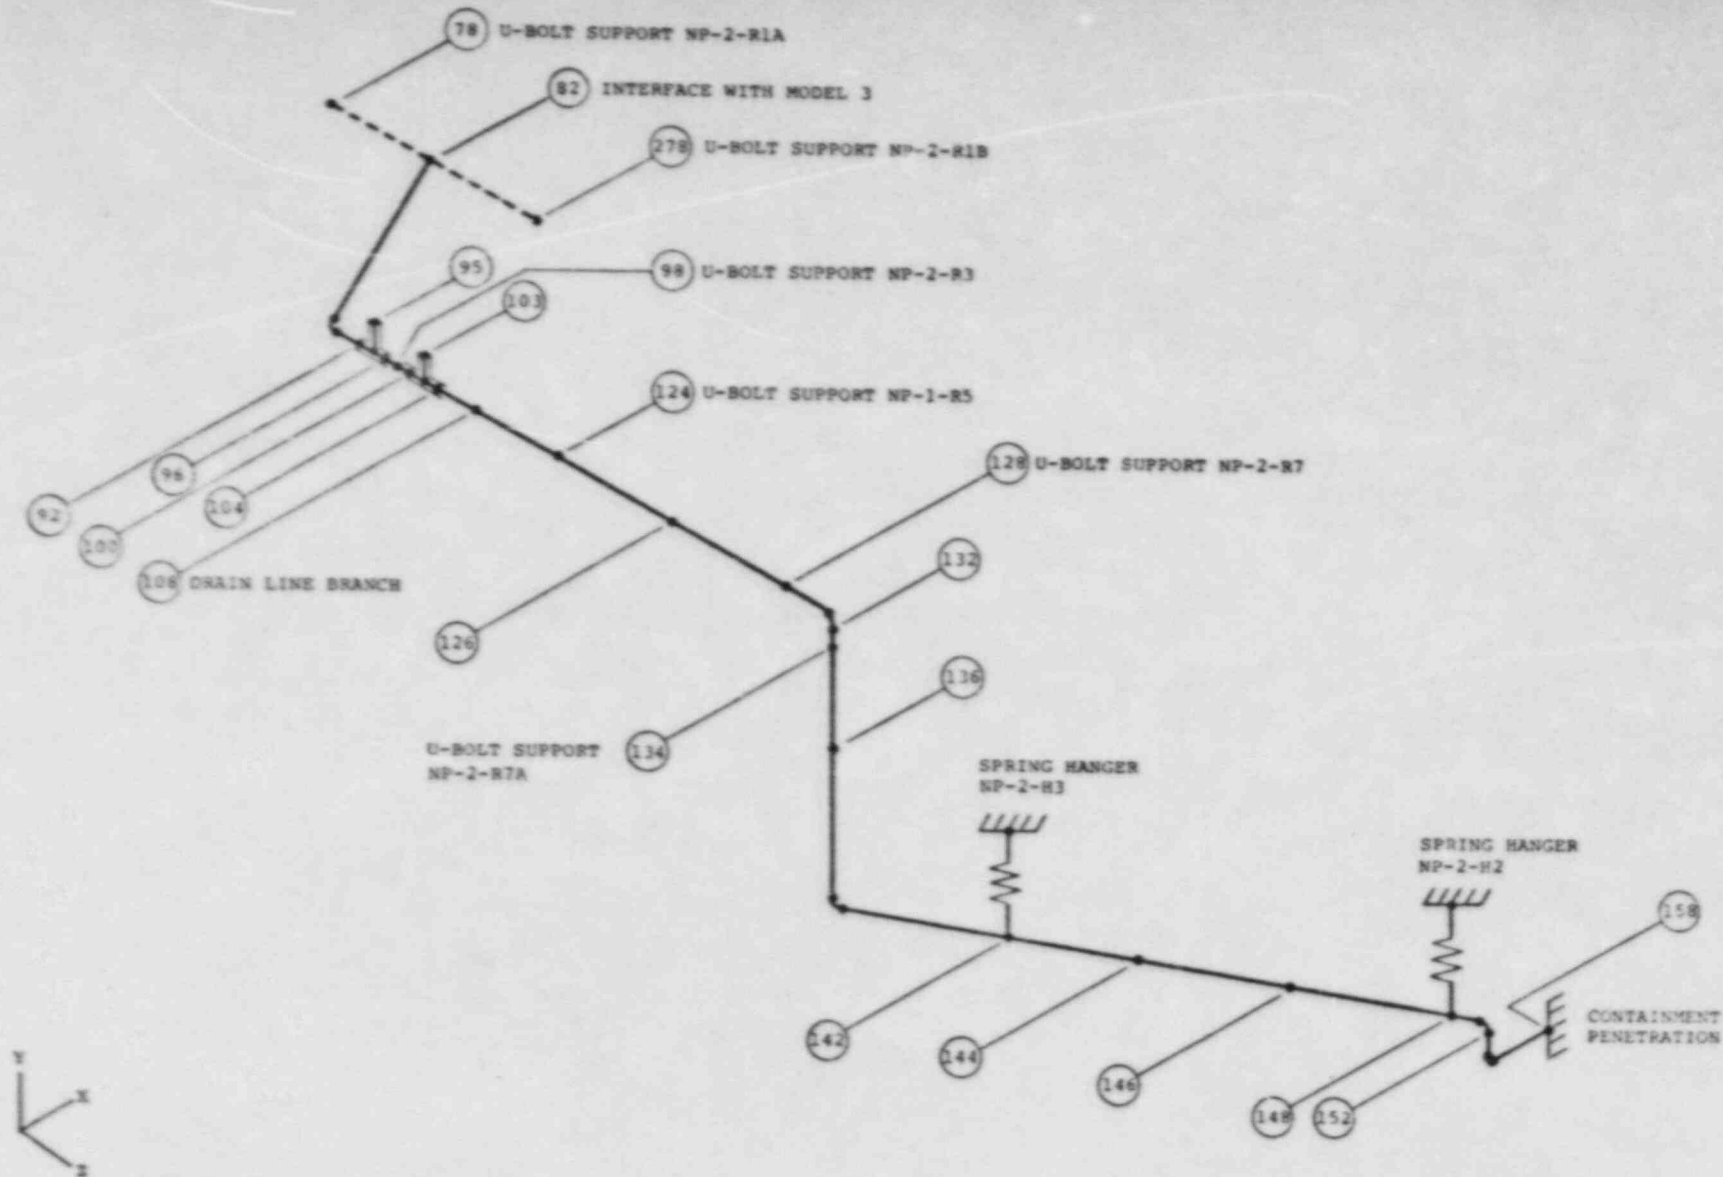 78 U-BOLT SUPPORT NP-2-R1A
82 INTERFACE WITH MODEL 3
278 U-BOLT SUPPORT NP-2-R1B
95
98 U-BOLT SUPPORT NP-2-R3
103
124 U-BOLT SUPPORT NP-1-R5
128 U-BOLT SUPPORT NP-2-R7
96
92
104
100
132
108 DRAIN LINE BRANCH
126
136
U-BOLT SUPPORT
NP-2-R7A
134
SPRING HANGER
NP-2-H3
SPRING HANGER
NP-2-H2
158
CONTAINMENT
PENETRATION
142
144
146
148
152
Y
X
Z